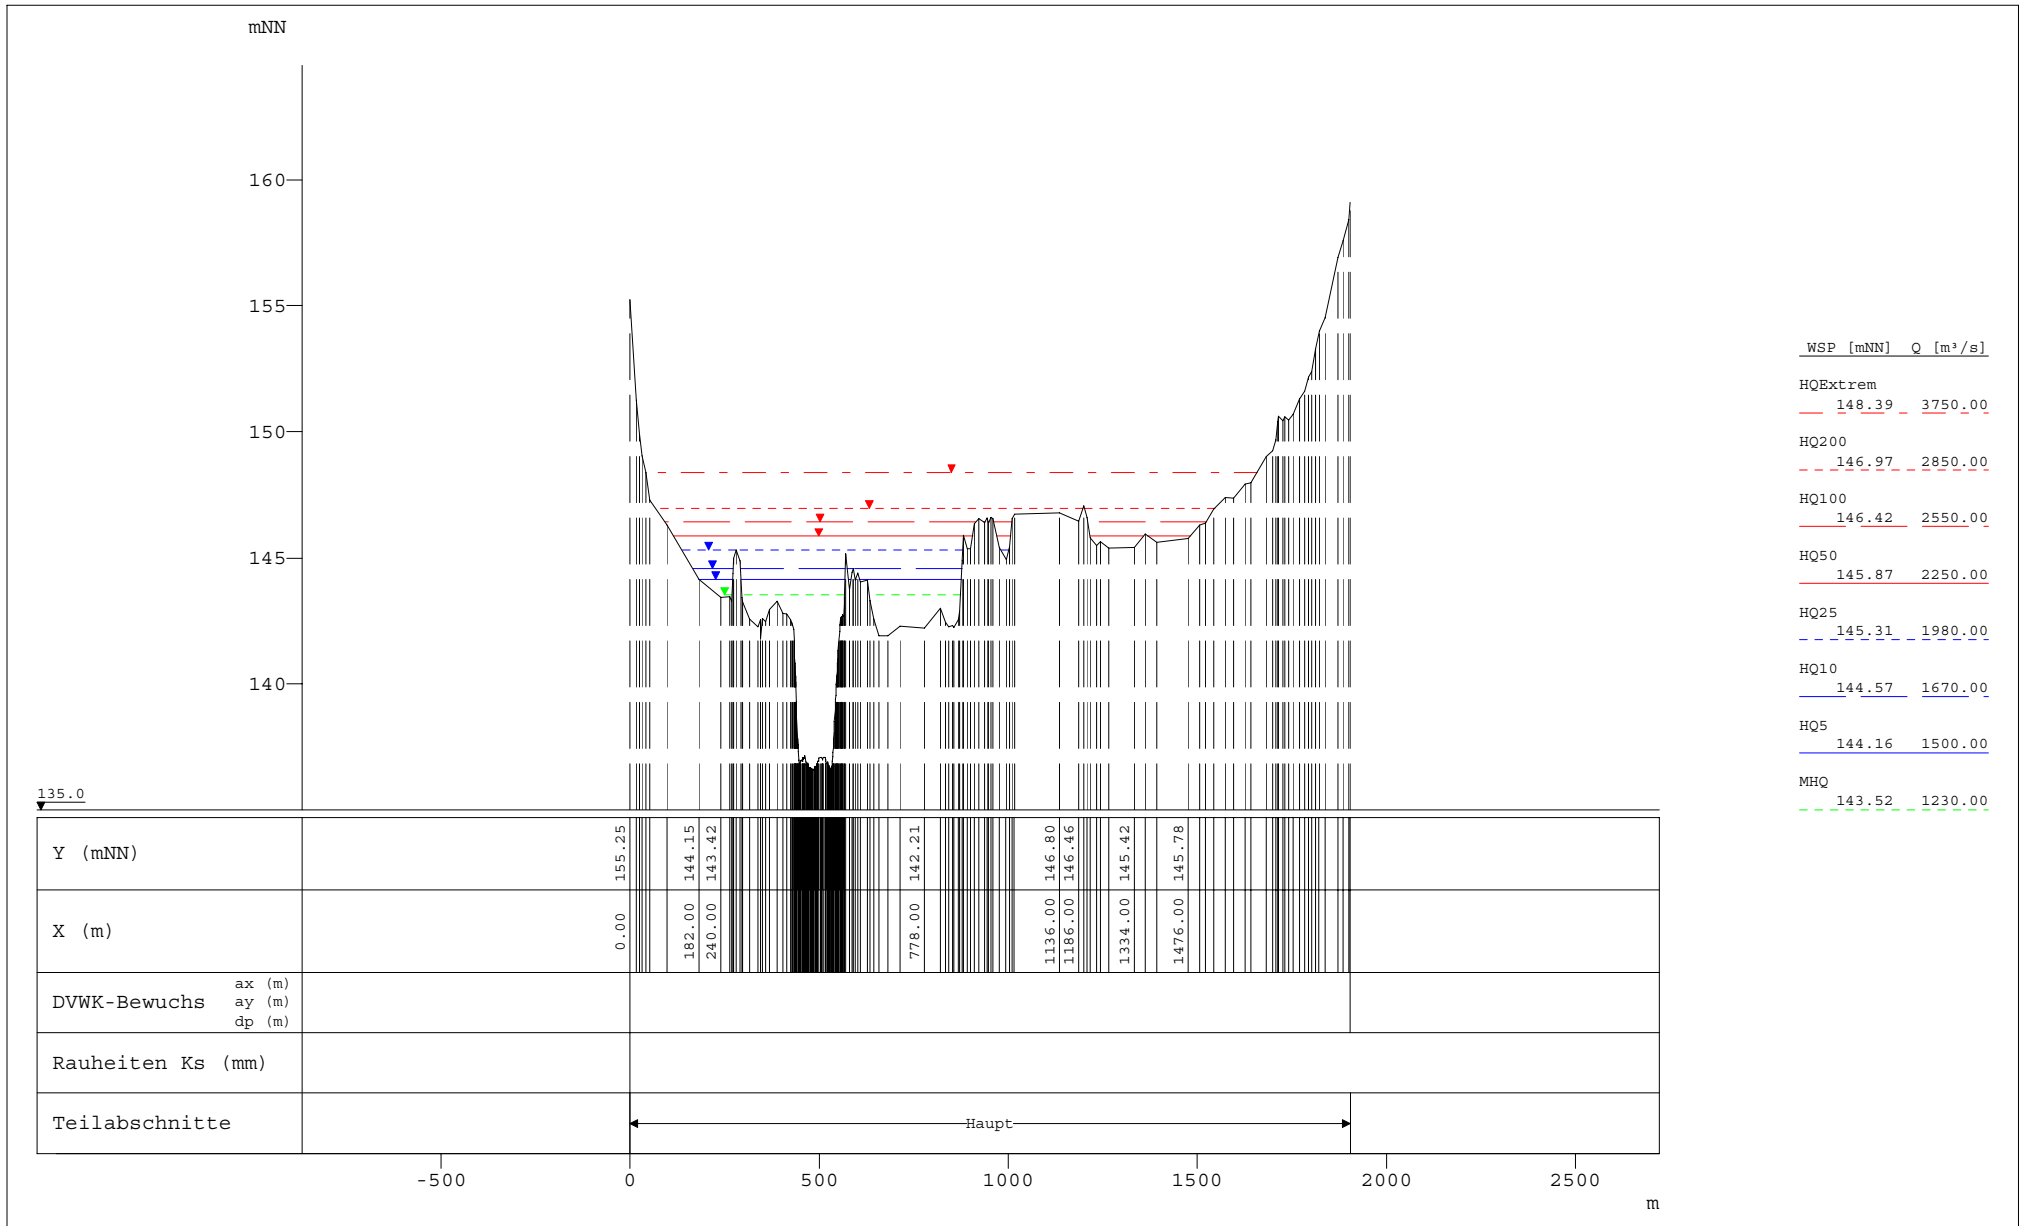 mNN
160
155
150
145
140
135.0
WSP [mNN] Q [m³/s]
HQExtrem
148.39 3750.00
HQ200
146.97 2850.00
HQ100
146.42 2550.00
HQ50
145.87 2250.00
HQ25
145.31 1980.00
HQ10
144.57 1670.00
HQ5
144.16 1500.00
MHQ
143.52 1230.00
Y (mNN)
155.25 144.15 143.42 142.21 146.80 146.46 145.42 145.78
X (m)
0.00 182.00 240.00 778.00 1136.00 1186.00 1334.00 1476.00
DVWK-Bewuchs
ax (m)
ay (m)
dp (m)
Rauheiten Ks (mm)
Teilabschnitte
Haupt
-500 0 500 1000 1500 2000 2500
m